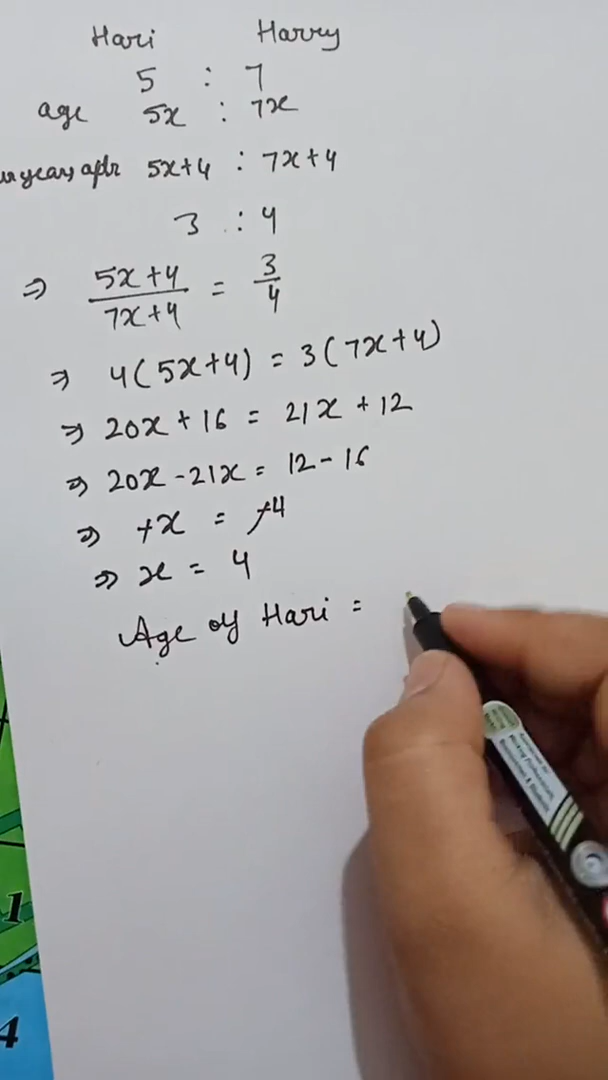 Hari Harry
5 : 7
age 5x : 7x
years 5x+4 : 7x+4
3 : 4
⇒ (5x+4)/(7x+4) = 3/4
⇒ 4(5x+4) = 3(7x+4)
⇒ 20x + 16 = 21x + 12
⇒ 20x - 21x = 12 - 16
⇒ -x = -4
⇒ x = 4
Age of Hari =
1
4